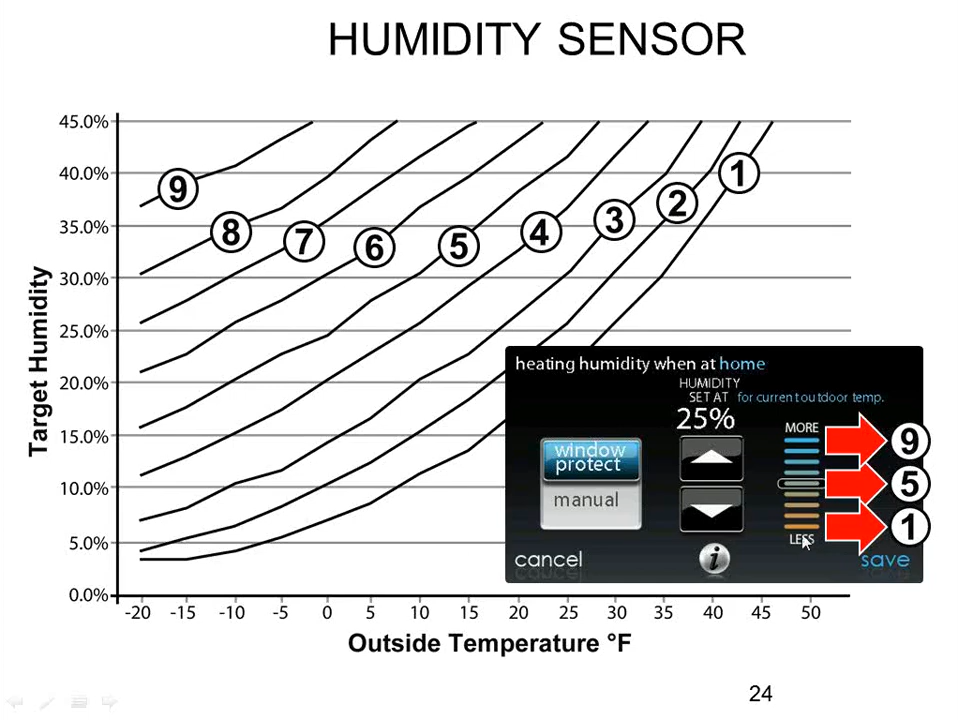 HUMIDITY SENSOR
45.0%
40.0%
35.0%
30.0%
25.0%
20.0%
15.0%
10.0%
5.0%
0.0%
Target Humidity
9
8
7
6
5
4
3
2
1
heating humidity when at home
HUMIDITY
SET AT for current outdoor temp.
25%
MORE
window
protect
manual
9
5
1
LESS
i
cancel
save
-20 -15 -10 -5 0 5 10 15 20 25 30 35 40 45 50
Outside Temperature °F
24